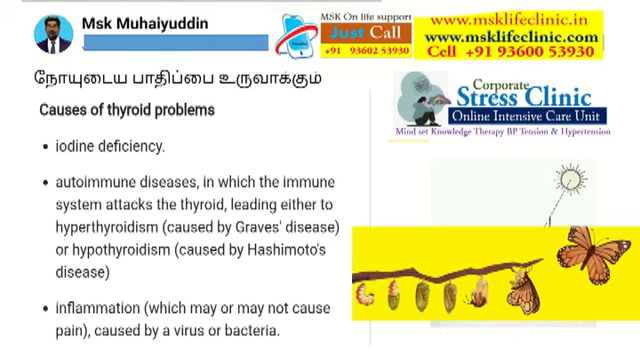 Msk Muhaiyuddin
MSK On life support
Just Call
+91 93602 53930
www.msklifeclinic.in
www.msklifeclinic.com
Cell +91 93600 53930
நோயுடைய பாதிப்பை உருவாக்கும்
Causes of thyroid problems
• iodine deficiency.
• autoimmune diseases, in which the immune
system attacks the thyroid, leading either to
hyperthyroidism (caused by Graves' disease)
or hypothyroidism (caused by Hashimoto's
disease)
• inflammation (which may or may not cause
pain), caused by a virus or bacteria.
Corporate
Stress Clinic
Online Intensive Care Unit
Mind set Knowledge Therapy BP Tension & Hypertension